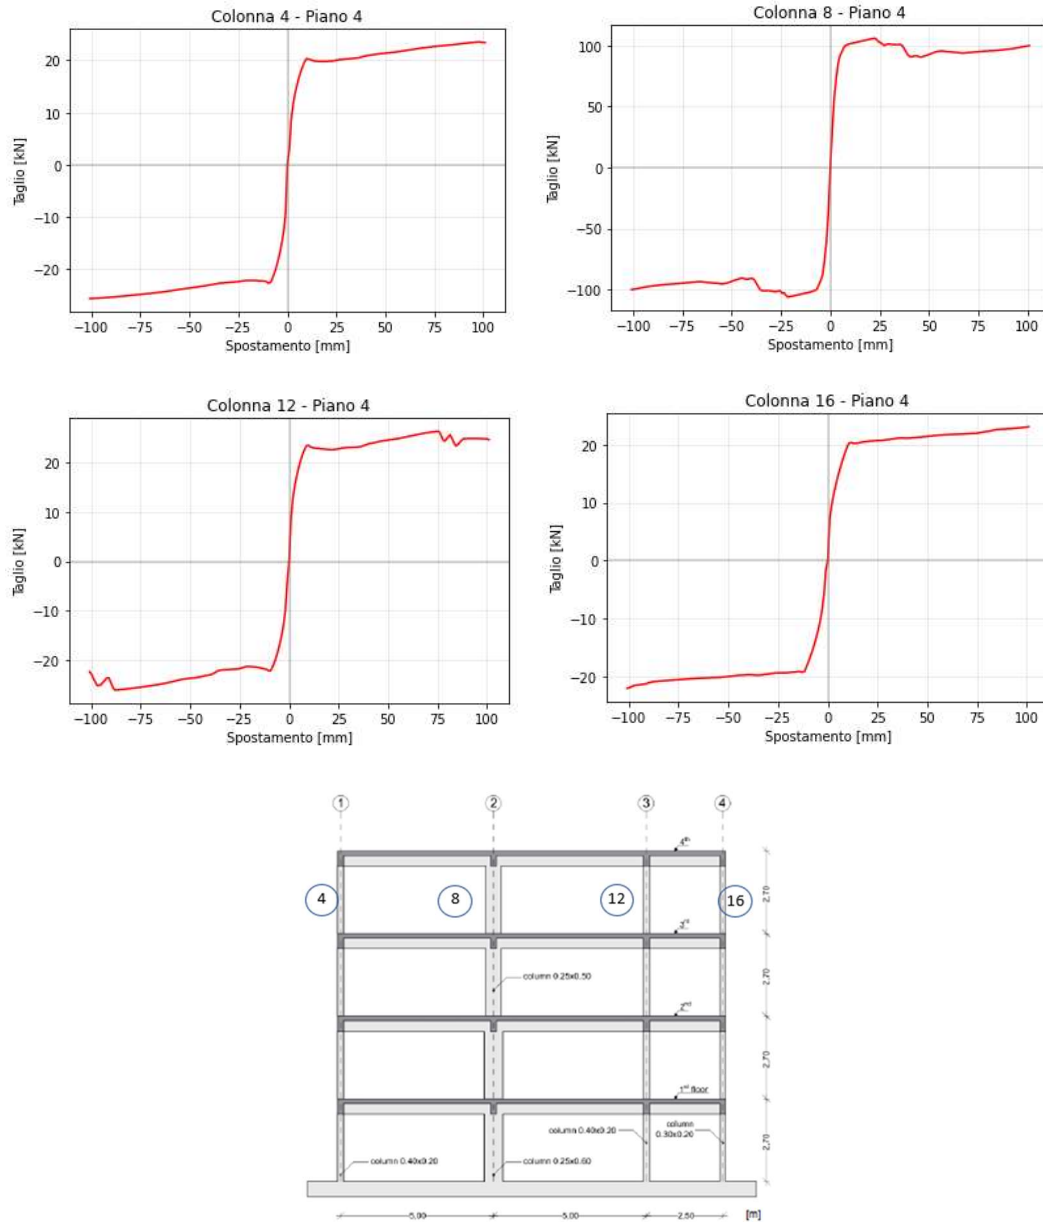 Colonna 4 - Piano 4
Taglio [kN]
20
10
0
−10
−20
−100 −75 −50 −25 0 25 50 75 100
Spostamento [mm]
Colonna 8 - Piano 4
Taglio [kN]
100
50
0
−50
−100
−100 −75 −50 −25 0 25 50 75 100
Spostamento [mm]
Colonna 12 - Piano 4
Taglio [kN]
20
10
0
−10
−20
−100 −75 −50 −25 0 25 50 75 100
Spostamento [mm]
Colonna 16 - Piano 4
Taglio [kN]
20
10
0
−10
−20
−100 −75 −50 −25 0 25 50 75 100
Spostamento [mm]
1 2 3 4
4th
4 8 12 16
2,70
column 0.25x0.50
2,70
2,70
1st floor
column 0.40x0.20
column
0.30x0.20
2,70
column 0.40x0.20
column 0.25x0.60
5,00 5,00 2,50 [m]